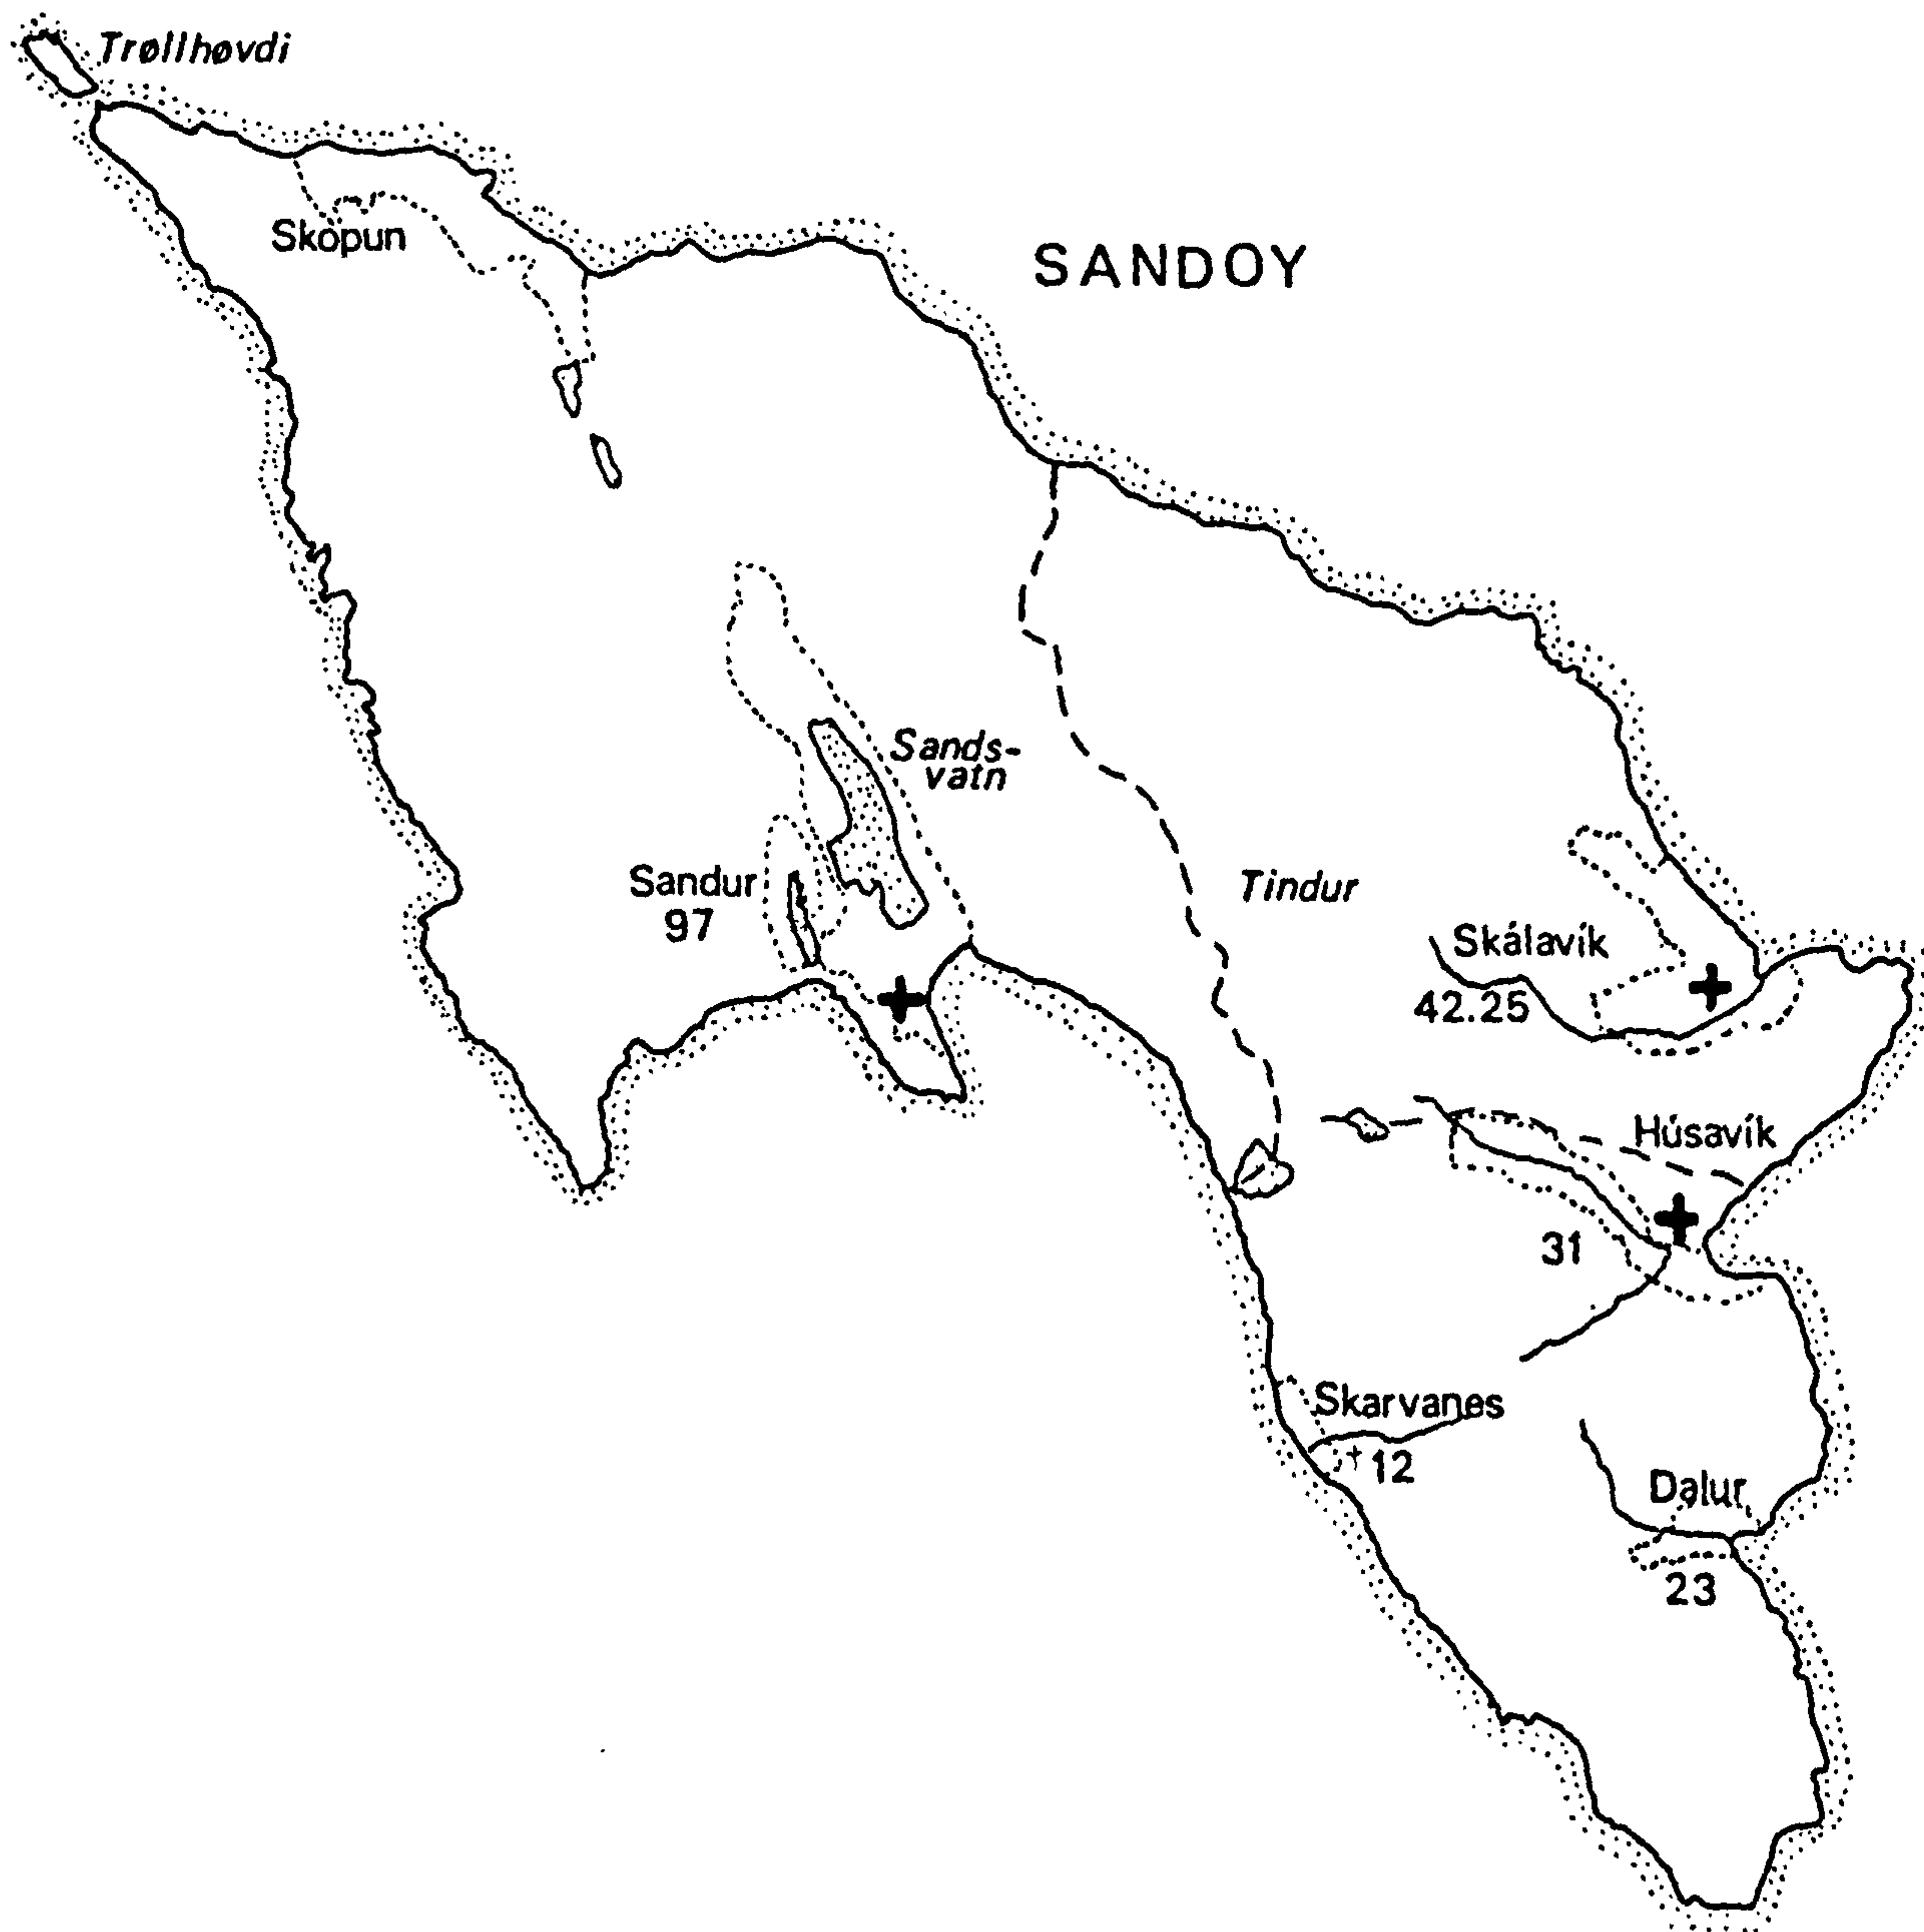 Trøllhøvdi
Skopun
SANDOY
Sands-
vatn
Sandur
97
Tindur
Skálavík
42.25
Húsavík
31
Skarvanes
12
Dalur
23